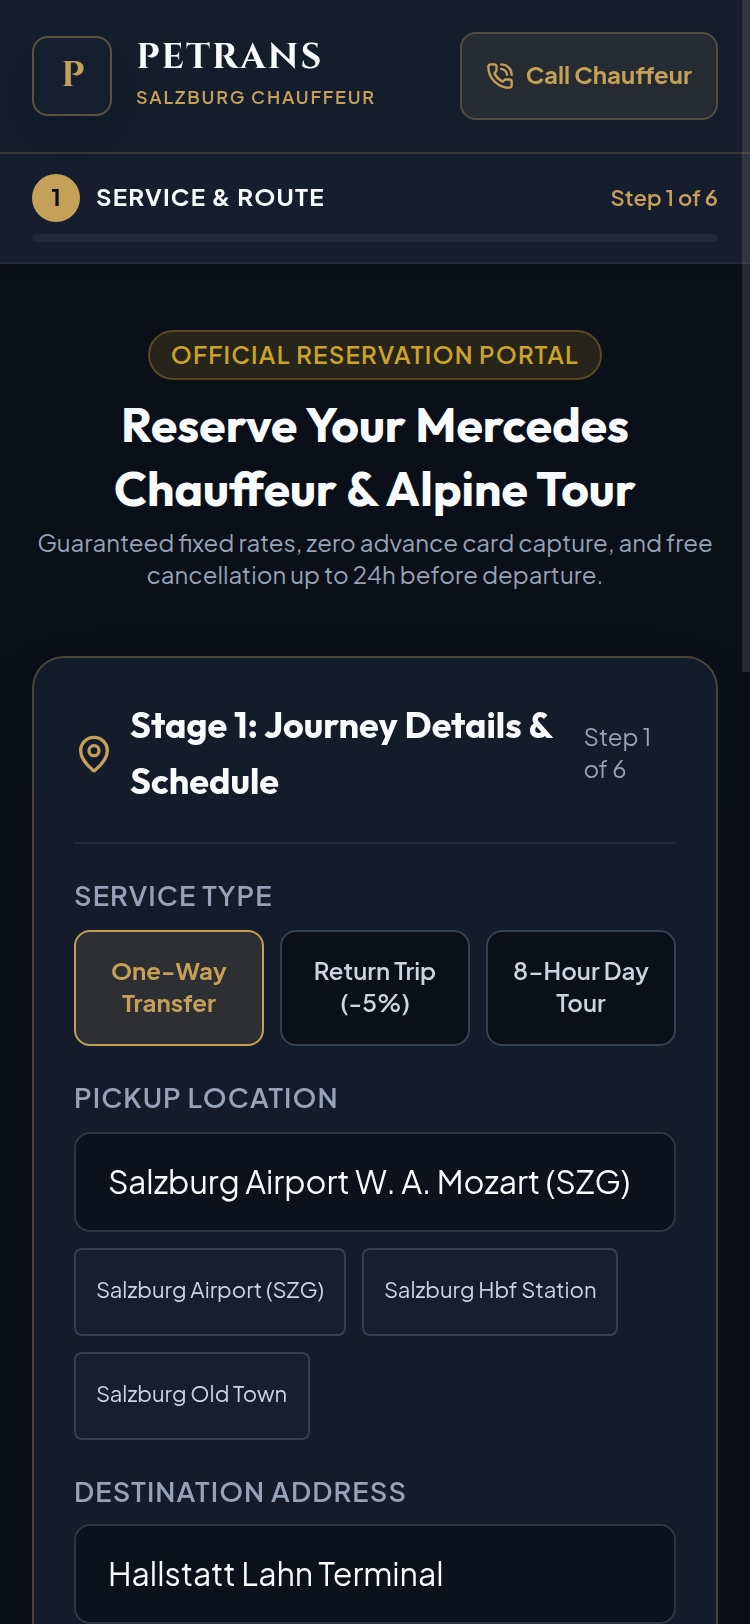 P
PETRANS
SALZBURG CHAUFFEUR
Call Chauffeur
1
SERVICE & ROUTE
Step 1 of 6
OFFICIAL RESERVATION PORTAL
Reserve Your Mercedes
Chauffeur & Alpine Tour
Guaranteed fixed rates, zero advance card capture, and free
cancellation up to 24h before departure.
Stage 1: Journey Details &
Schedule
Step 1
of 6
SERVICE TYPE
One-Way
Transfer
Return Trip
(-5%)
8-Hour Day
Tour
PICKUP LOCATION
Salzburg Airport W. A. Mozart (SZG)
Salzburg Airport (SZG)
Salzburg Hbf Station
Salzburg Old Town
DESTINATION ADDRESS
Hallstatt Lahn Terminal